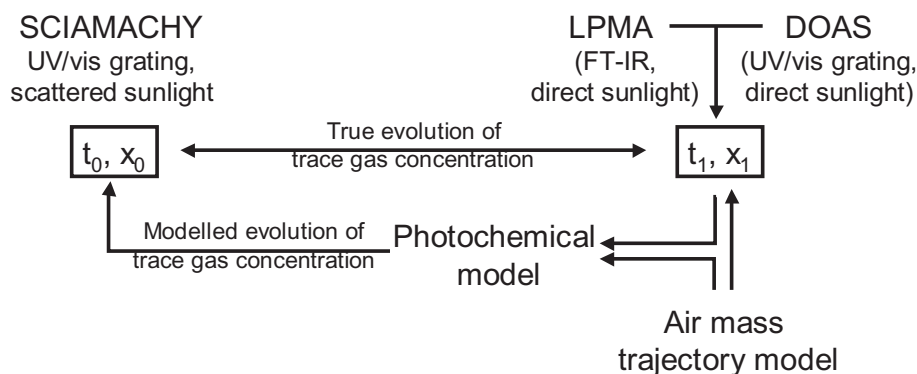 SCIAMACHY
UV/vis grating,
scattered sunlight
LPMA
(FT-IR,
direct sunlight)
DOAS
(UV/vis grating,
direct sunlight)
t0, x0
True evolution of
trace gas concentration
t1, x1
Modelled evolution of
trace gas concentration
Photochemical
model
Air mass
trajectory model